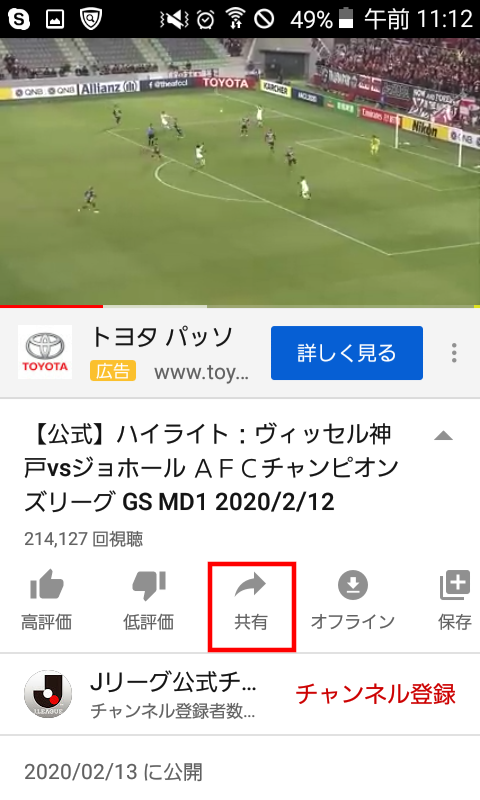 49% 午前 11:12
QNB QNB Allianz @theafccl TOYOTA KARCHER
Emirates
Nikon
QNB
トヨタ パッソ
TOYOTA
広告 www.toy...
詳しく見る
【公式】ハイライト：ヴィッセル神
戸vsジョホール ＡＦＣチャンピオン
ズリーグ GS MD1 2020/2/12
214,127 回視聴
高評価 低評価 共有 オフライン 保存
J.LEAGUE
Jリーグ公式チ...
チャンネル登録者数...
チャンネル登録
2020/02/13 に公開